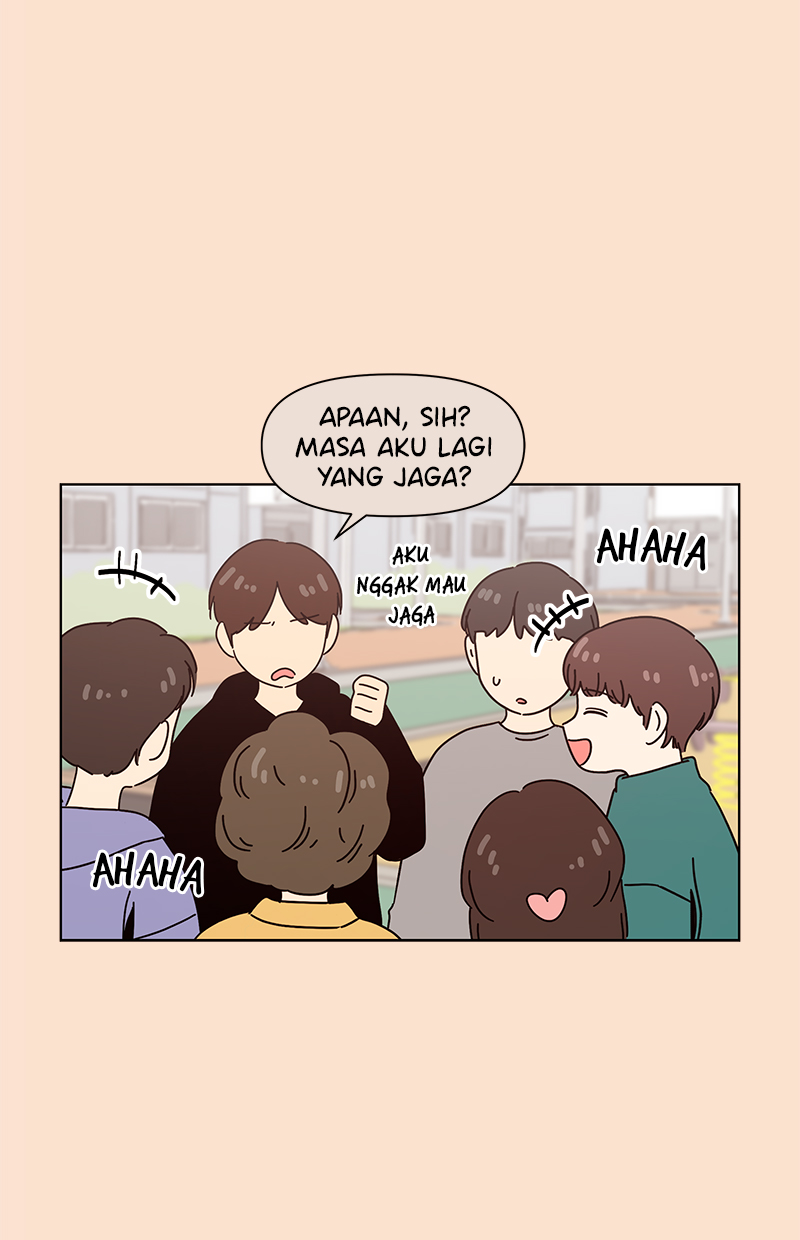 APAAN, SIH?
MASA AKU LAGI
YANG JAGA?
AKU
NGGAK MAU
JAGA
AHAHA
AHAHA